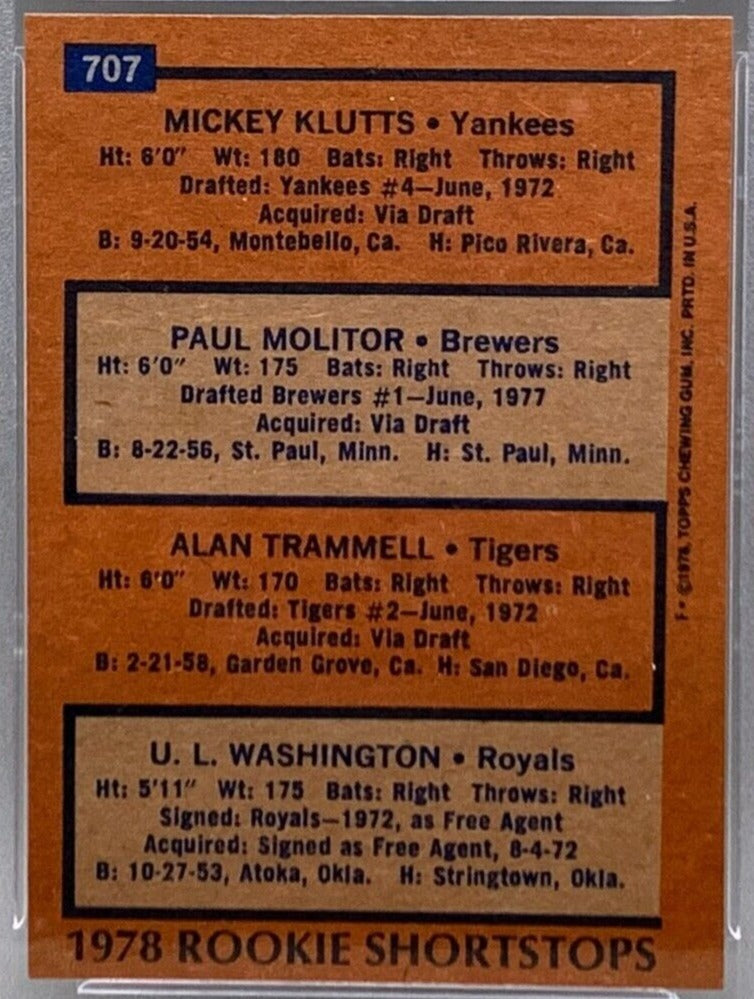 707
MICKEY KLUTTS • Yankees
Ht: 6'0" Wt: 180 Bats: Right Throws: Right
Drafted: Yankees #4—June, 1972
Acquired: Via Draft
B: 9-20-54, Montebello, Ca. H: Pico Rivera, Ca.
PAUL MOLITOR • Brewers
Ht: 6'0" Wt: 175 Bats: Right Throws: Right
Drafted Brewers #1—June, 1977
Acquired: Via Draft
B: 8-22-56, St. Paul, Minn. H: St. Paul, Minn.
ALAN TRAMMELL • Tigers
Ht: 6'0" Wt: 170 Bats: Right Throws: Right
Drafted: Tigers #2—June, 1972
Acquired: Via Draft
B: 2-21-58, Garden Grove, Ca. H: San Diego, Ca.
U. L. WASHINGTON • Royals
Ht: 5'11" Wt: 175 Bats: Right Throws: Right
Signed: Royals—1972, as Free Agent
Acquired: Signed as Free Agent, 8-4-72
B: 10-27-53, Atoka, Okla. H: Stringtown, Okla.
1978 ROOKIE SHORTSTOPS
F• ©1978, TOPPS CHEWING GUM, INC. PRTD. IN U.S.A.